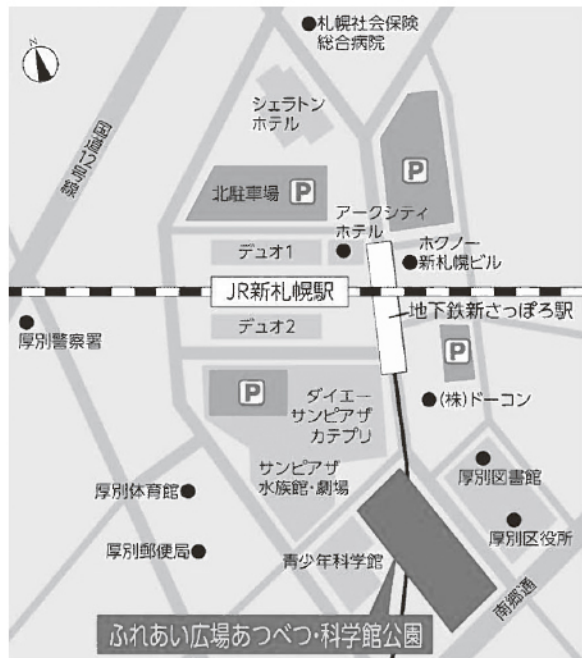 N
札幌社会保険
総合病院
シェラトン
ホテル
国道12号線
P
北駐車場 P
アークシティ
ホテル
デュオ1
ホクノー
新札幌ビル
JR新札幌駅
地下鉄新さっぽろ駅
デュオ2
厚別警察署
P
P
ダイエー
サンピアザ
カテプリ
(株)ドーコン
サンピアザ
水族館・劇場
厚別図書館
厚別体育館
厚別区役所
厚別郵便局
青少年科学館
南郷通
ふれあい広場あつべつ・科学館公園